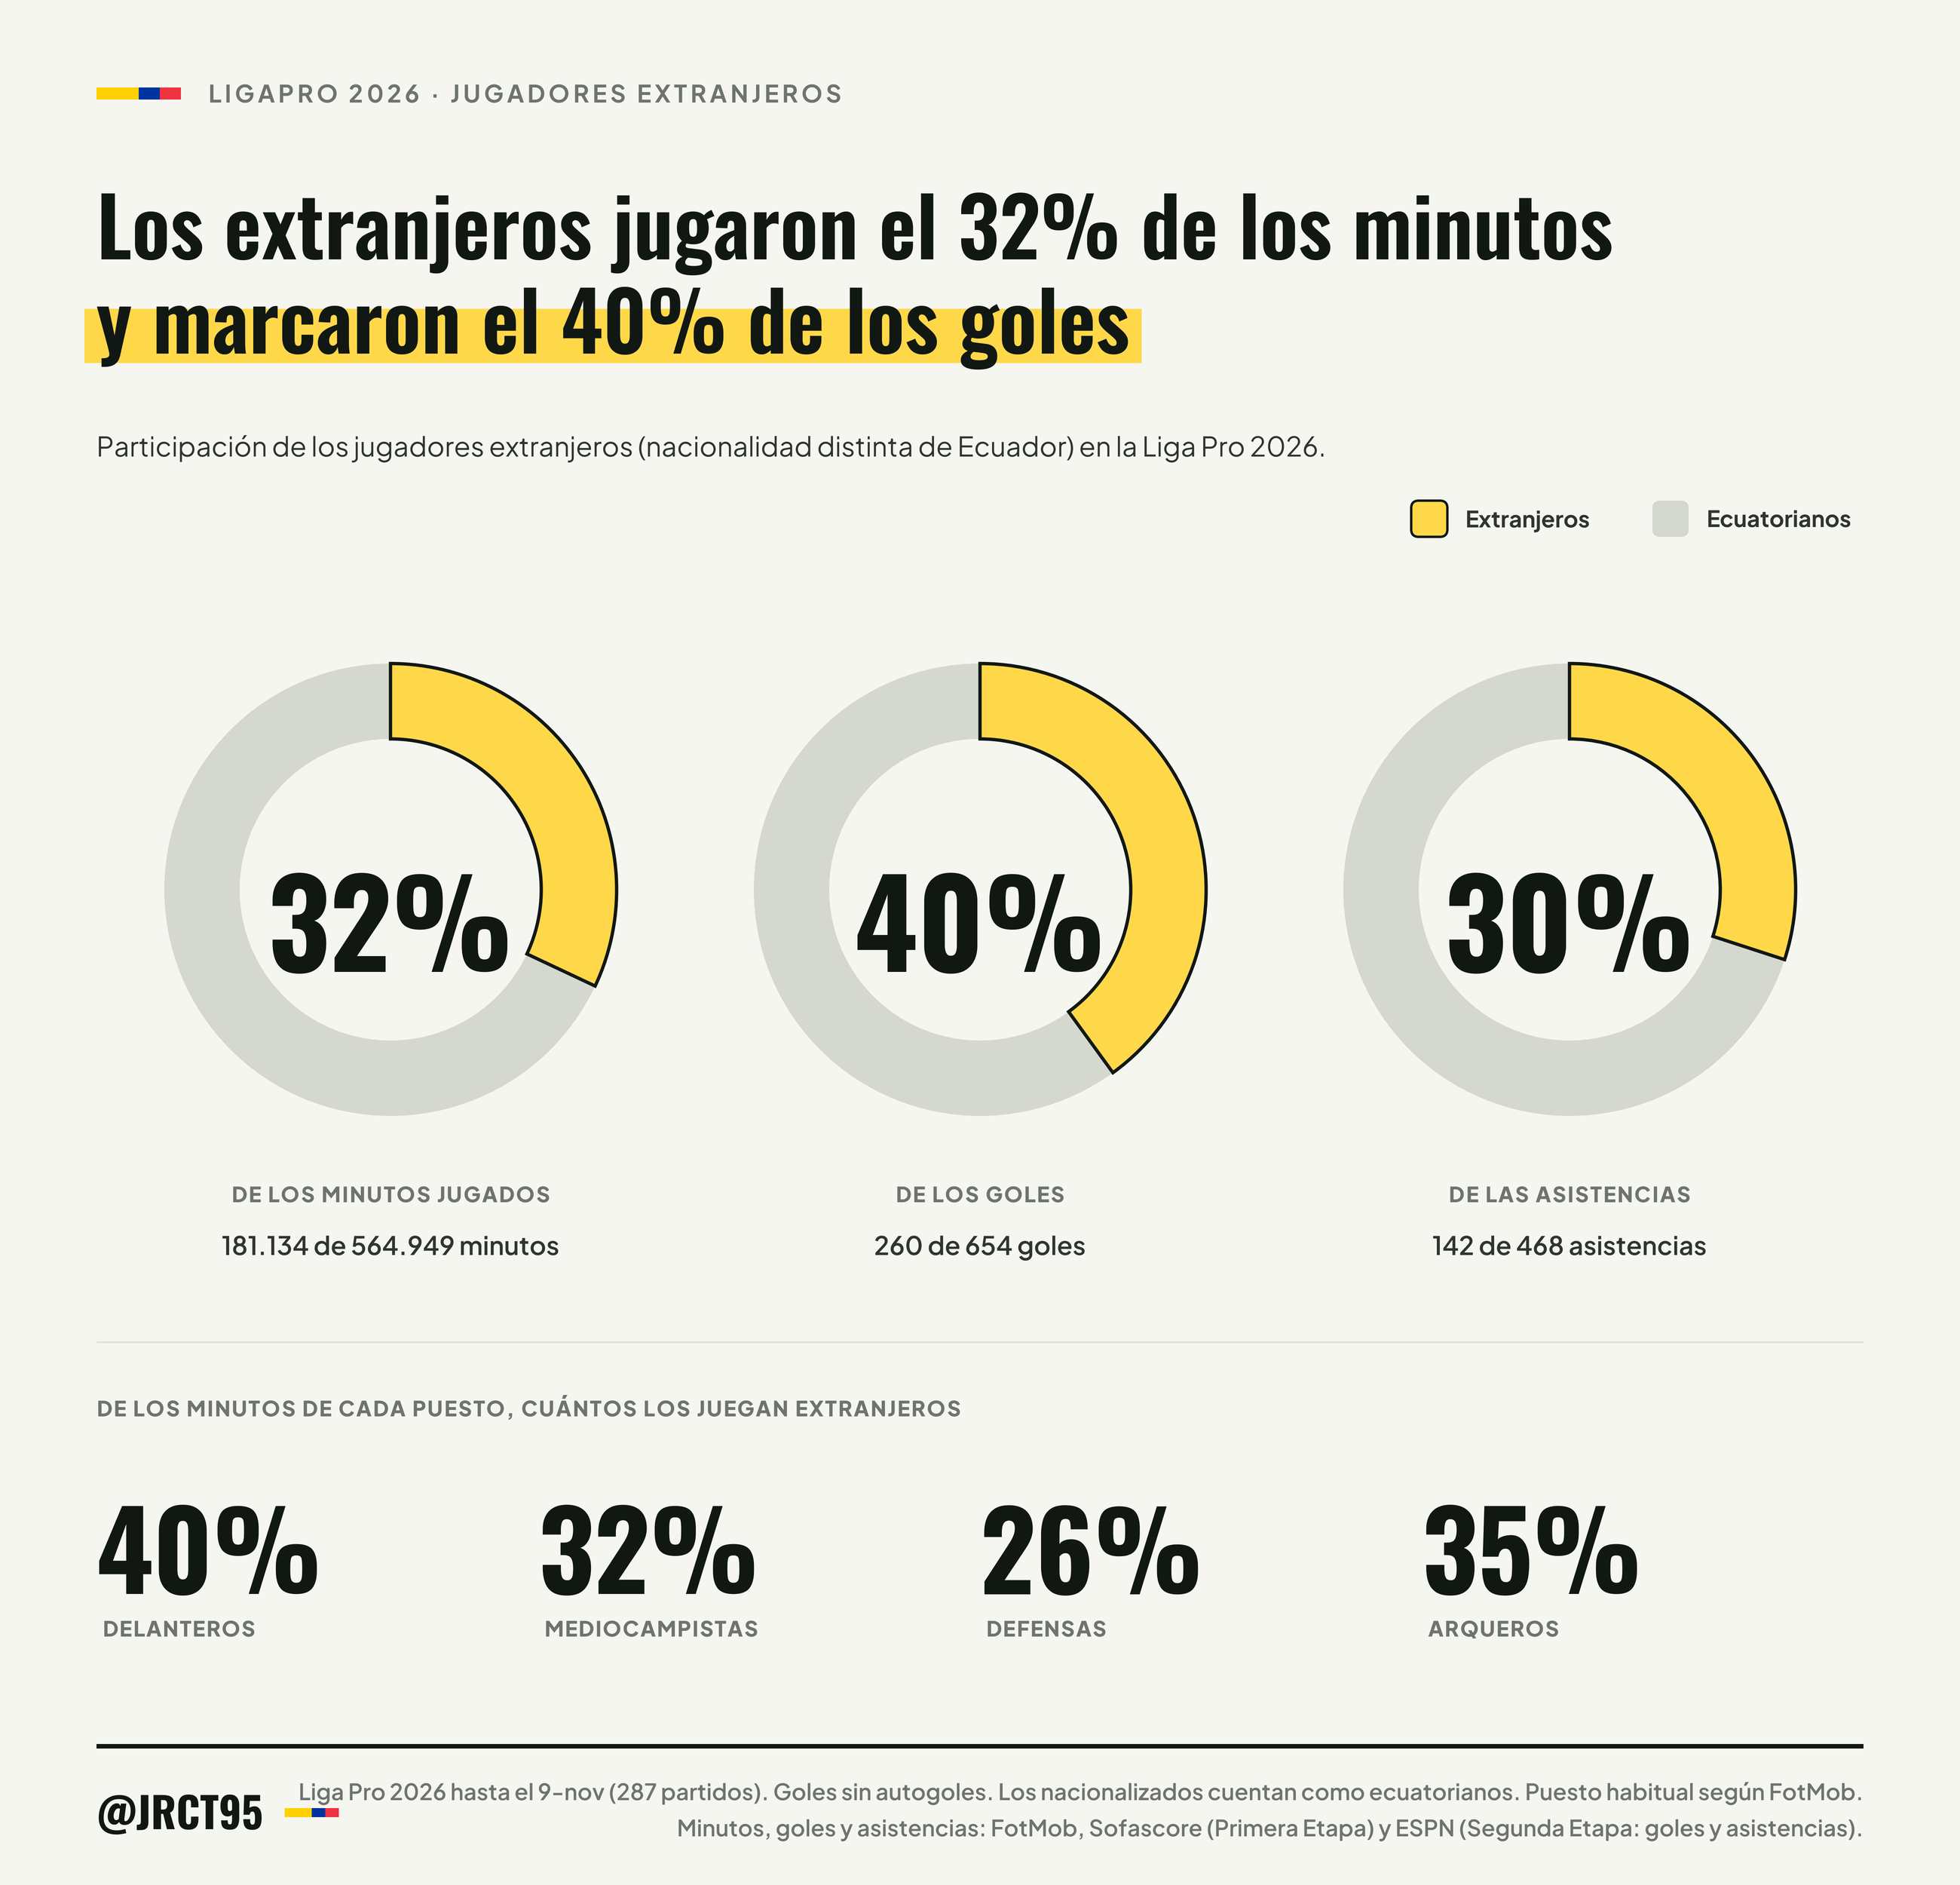 LIGAPRO 2026 · JUGADORES EXTRANJEROS
Los extranjeros jugaron el 32% de los minutos
y marcaron el 40% de los goles
Participación de los jugadores extranjeros (nacionalidad distinta de Ecuador) en la Liga Pro 2026.
Extranjeros
Ecuatorianos
32%
40%
30%
DE LOS MINUTOS JUGADOS
181.134 de 564.949 minutos
DE LOS GOLES
260 de 654 goles
DE LAS ASISTENCIAS
142 de 468 asistencias
DE LOS MINUTOS DE CADA PUESTO, CUÁNTOS LOS JUEGAN EXTRANJEROS
40%
DELANTEROS
32%
MEDIOCAMPISTAS
26%
DEFENSAS
35%
ARQUEROS
@JRCT95
Liga Pro 2026 hasta el 9-nov (287 partidos). Goles sin autogoles. Los nacionalizados cuentan como ecuatorianos. Puesto habitual según FotMob.
Minutos, goles y asistencias: FotMob, Sofascore (Primera Etapa) y ESPN (Segunda Etapa: goles y asistencias).